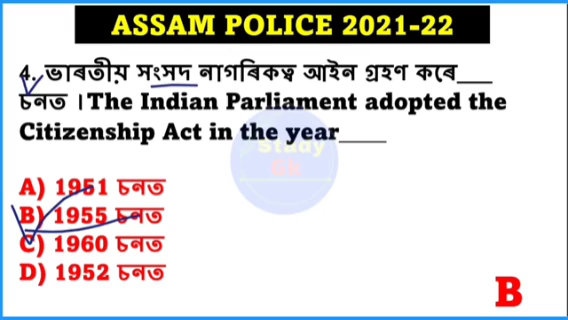 ASSAM POLICE 2021-22
4. ভাৰতীয় সংসদ নাগৰিকত্ব আইন গ্ৰহণ কৰে___
চনত ।The Indian Parliament adopted the
Citizenship Act in the year____
Study
A) 1951 চনত
B) 1955 চনত
C) 1960 চনত
D) 1952 চনত
B